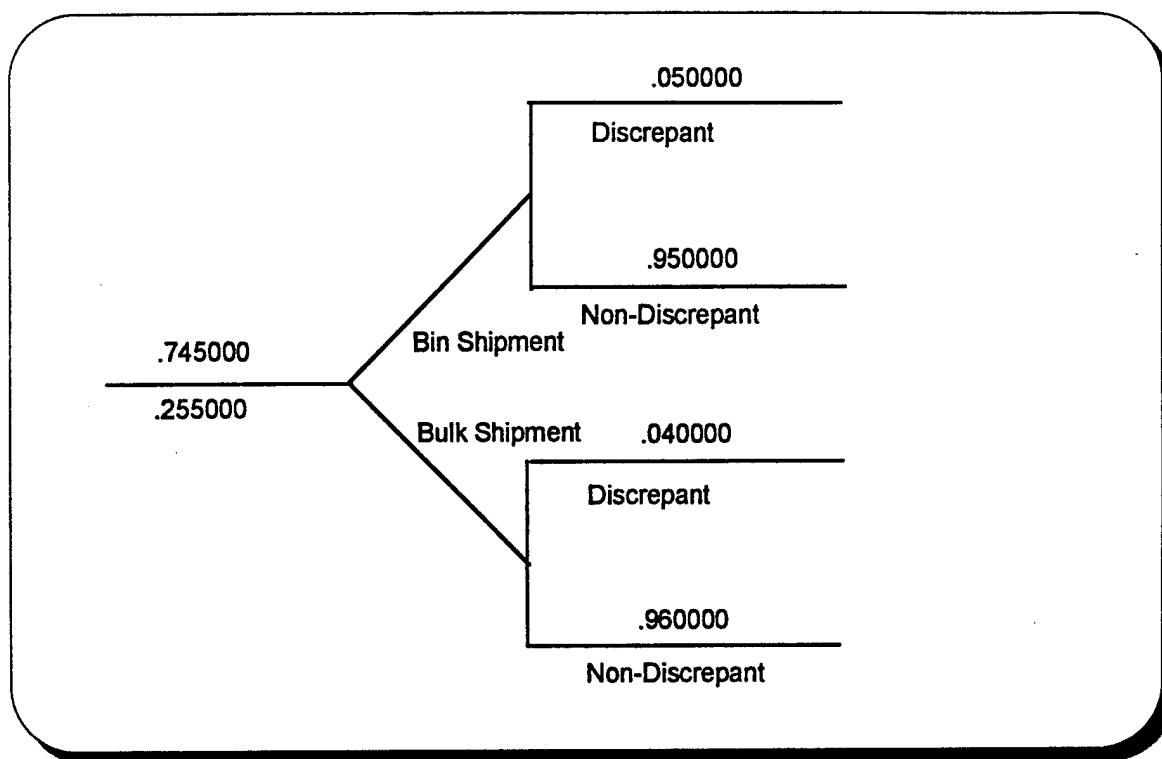 .050000
Discrepant
.950000
Non-Discrepant
Bin Shipment
.745000
.255000
Bulk Shipment
.040000
Discrepant
.960000
Non-Discrepant